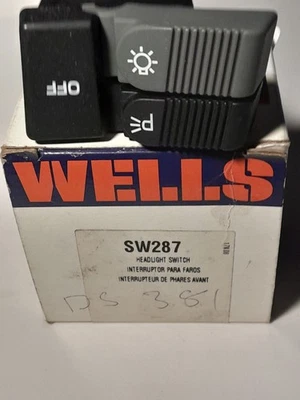 OFF
WELLS
SW287
HEADLIGHT SWITCH
INTERRUPTOR PARA FAROS
INTERRUPTEUR DE PHARES AVANT
DS 381